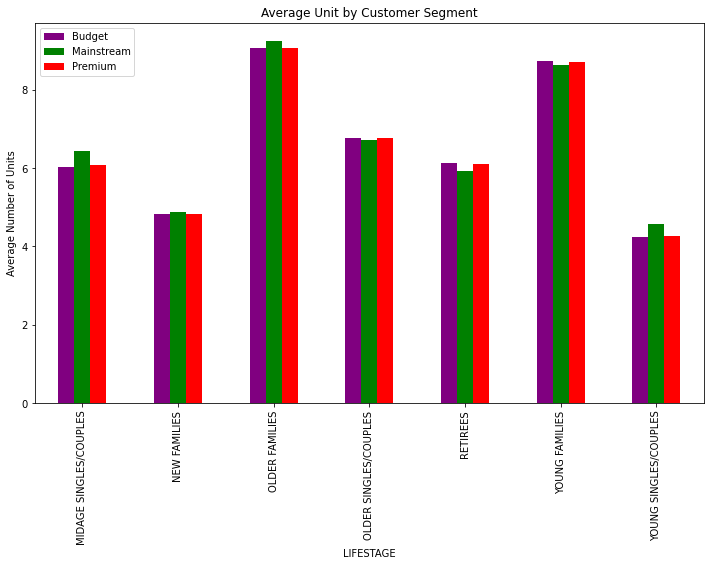 Average Unit by Customer Segment
Budget
Mainstream
Premium
Average Number of Units
8
6
4
2
0
MIDAGE SINGLES/COUPLES
NEW FAMILIES
OLDER FAMILIES
OLDER SINGLES/COUPLES
RETIREES
YOUNG FAMILIES
YOUNG SINGLES/COUPLES
LIFESTAGE